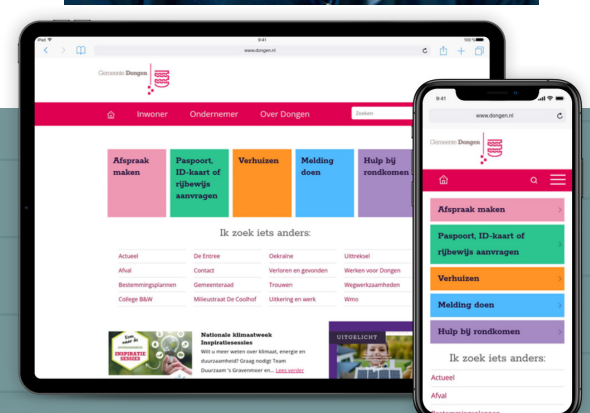 iPad
9:41
100 %
www.dongen.nl
Gemeente Dongen
Inwoner
Ondernemer
Over Dongen
Zoeken
Afspraak
maken
Paspoort,
ID-kaart of
rijbewijs
aanvragen
Verhuizen
Melding
doen
Hulp bij
rondkomen
Ik zoek iets anders:
Actueel
De Entree
Oekraïne
Uittreksel
Afval
Contact
Verloren en gevonden
Werken voor Dongen
Bestemmingsplannen
Gemeenteraad
Trouwen
Wegwerkzaamheden
College B&W
Milieustraat De Coolhof
Uitkering en werk
Wmo
INSPIRATIE
SESSIES
Nationale klimaatweek
Inspiratiesessies
Wilt u meer weten over klimaat, energie en
duurzaamheid? Graag nodigt Team
Duurzaam 's Gravenmoer en... Lees verder
UITGELICHT
9:41
www.dongen.nl
Gemeente Dongen
Afspraak maken
Paspoort, ID-kaart of
rijbewijs aanvragen
Verhuizen
Melding doen
Hulp bij rondkomen
Ik zoek iets anders:
Actueel
Afval
Bestemmingsplannen